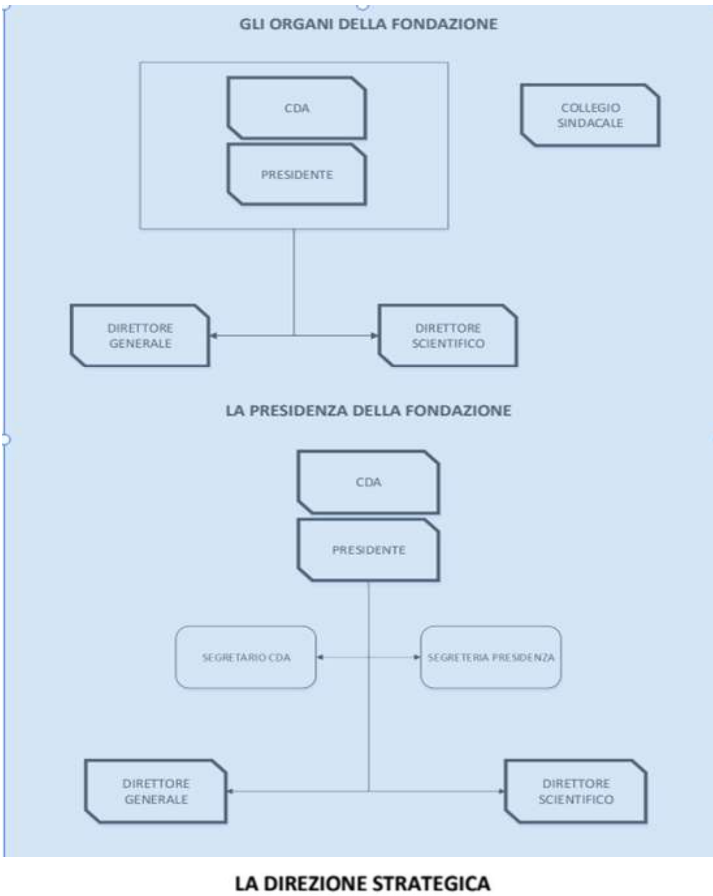 GLI ORGANI DELLA FONDAZIONE
CDA
COLLEGIO
SINDACALE
PRESIDENTE
DIRETTORE
GENERALE
DIRETTORE
SCIENTIFICO
LA PRESIDENZA DELLA FONDAZIONE
CDA
PRESIDENTE
SEGRETARIO CDA
SEGRETERIA PRESIDENZA
DIRETTORE
GENERALE
DIRETTORE
SCIENTIFICO
LA DIREZIONE STRATEGICA